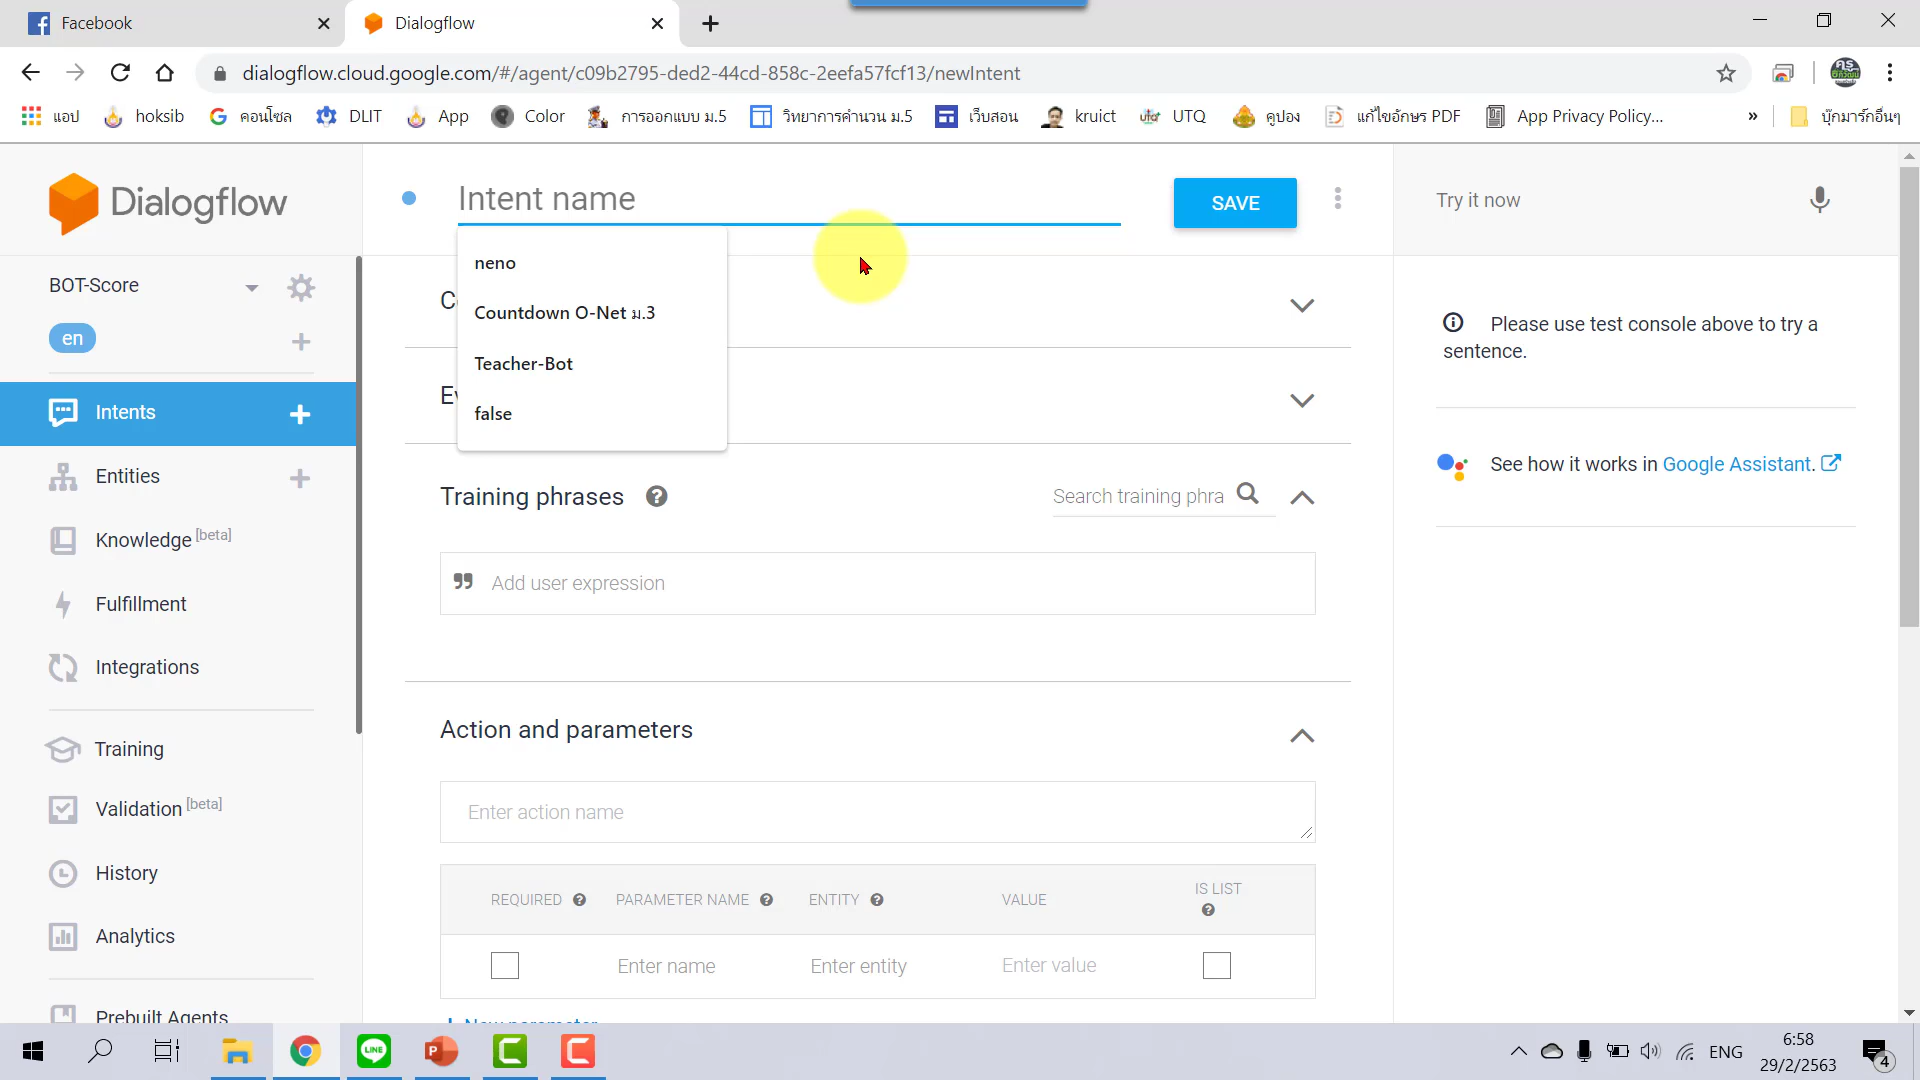 Facebook
Dialogflow
dialogflow.cloud.google.com/#/agent/c09b2795-ded2-44cd-858c-2eefa57fcf13/newIntent
แอป hoksib คอนโซล DLIT App Color การออกแบบ ม.5 วิทยาการคำนวน ม.5 เว็บสอน kruict UTQ คูปอง แก้ไขอักษร PDF App Privacy Policy... » บุ๊กมาร์กอื่นๆ
Dialogflow
BOT-Score
en
Intents
Entities
Knowledge [beta]
Fulfillment
Integrations
Training
Validation [beta]
History
Analytics
Prebuilt Agents
Intent name
SAVE
neno
Countdown O-Net ม.3
Teacher-Bot
false
Training phrases
Search training phra
Add user expression
Action and parameters
Enter action name
REQUIRED PARAMETER NAME ENTITY VALUE IS LIST
Enter name Enter entity Enter value
New parameter
Try it now
Please use test console above to try a
sentence.
See how it works in Google Assistant.
ENG
6:58
29/2/2563
4